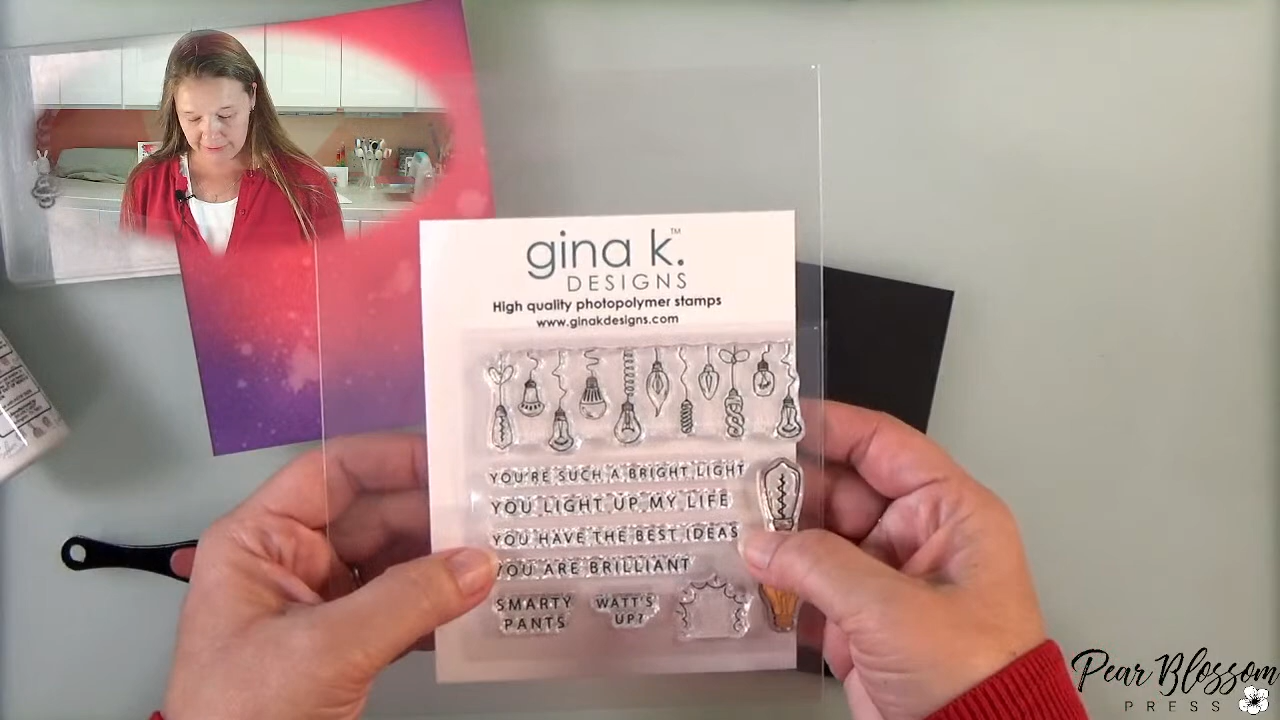 gina k.™
DESIGNS
High quality photopolymer stamps
www.ginakdesigns.com
YOU'RE SUCH A BRIGHT LIGHT
YOU LIGHT UP MY LIFE
YOU HAVE THE BEST IDEAS
YOU ARE BRILLIANT
SMARTY
PANTS
WATT'S
UP?
Pear Blossom
PRESS